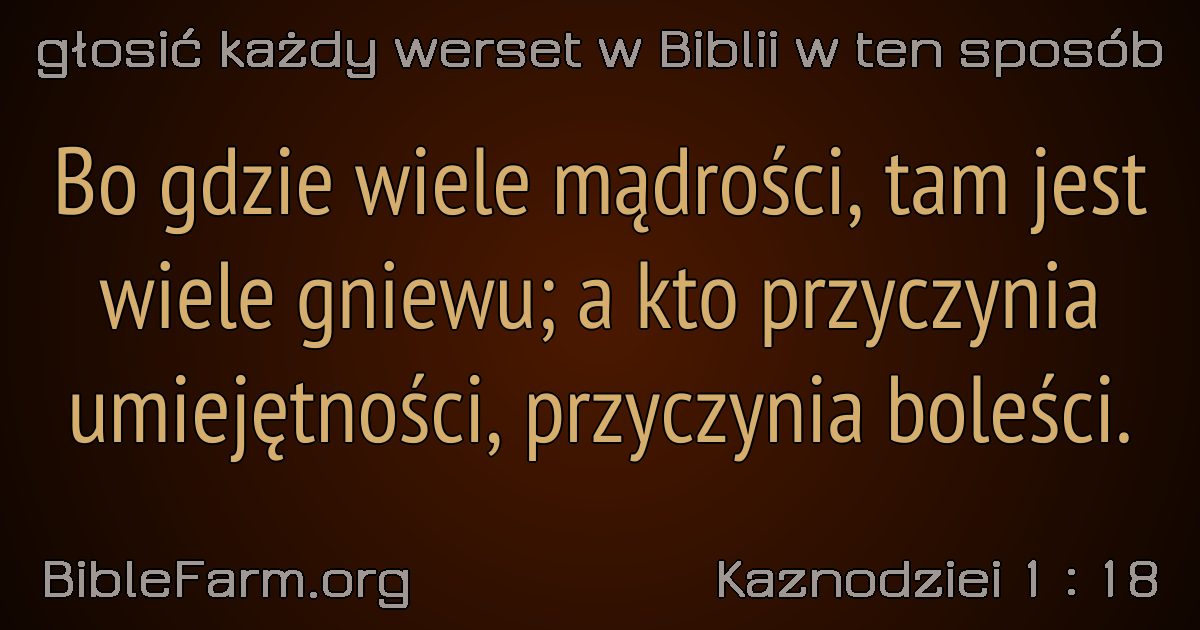 głosić każdy werset w Biblii w ten sposób
Bo gdzie wiele mądrości, tam jest
wiele gniewu; a kto przyczynia
umiejętności, przyczynia boleści.
BibleFarm.org
Kaznodziei 1 : 18